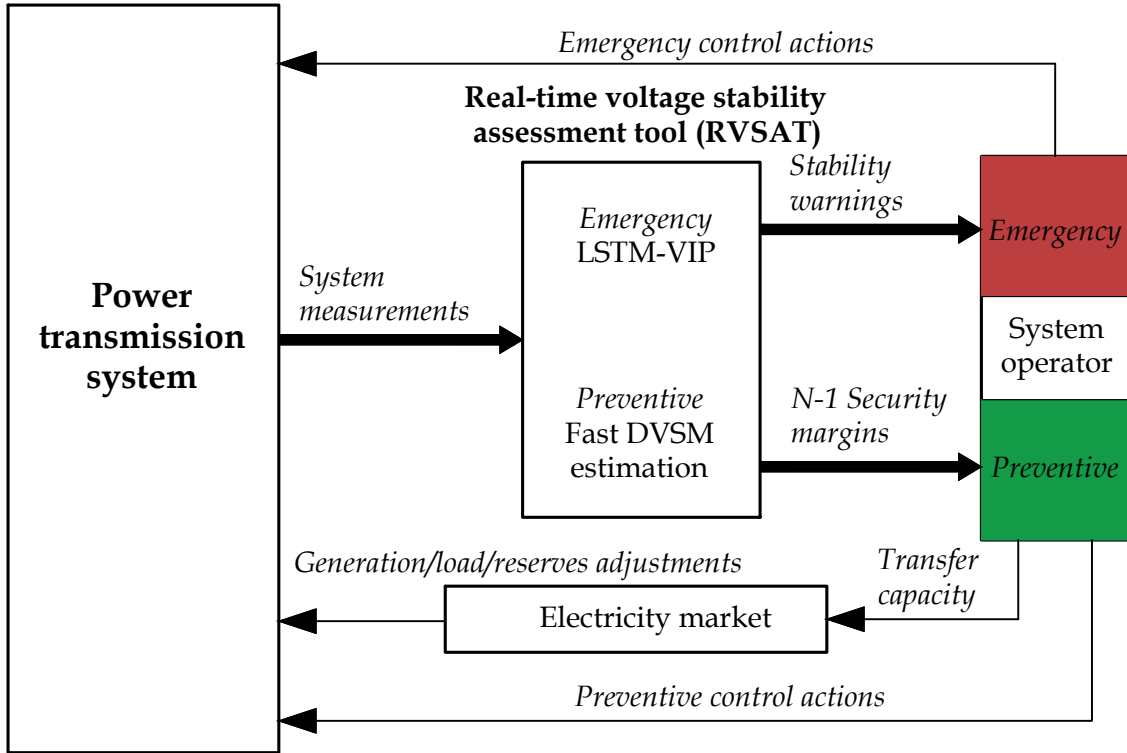 Emergency control actions
Real-time voltage stability
assessment tool (RVSAT)
Stability
warnings
Emergency
LSTM-VIP
Emergency
System
measurements
Power
transmission
system
System
operator
Preventive
Fast DVSM
estimation
N-1 Security
margins
Preventive
Generation/load/reserves adjustments
Transfer
capacity
Electricity market
Preventive control actions